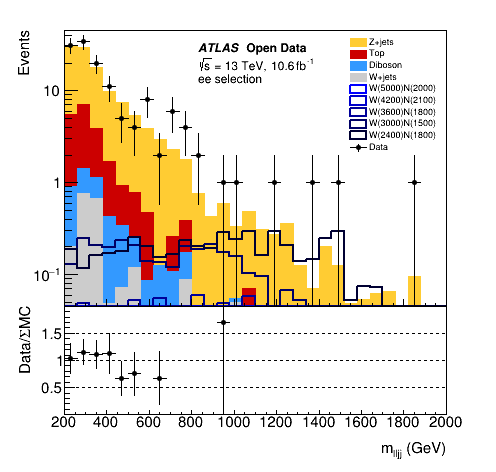 Events
ATLAS Open Data
√s = 13 TeV, 10.6fb⁻¹
ee selection
Z+jets
Top
Diboson
W+jets
W(5000)N(2000)
W(4200)N(2100)
W(3600)N(1800)
W(3000)N(1500)
W(2400)N(1800)
Data
10
1
10⁻¹
Data/ΣMC
1.5
1
0.5
200 400 600 800 1000 1200 1400 1600 1800 2000
m_lljj (GeV)